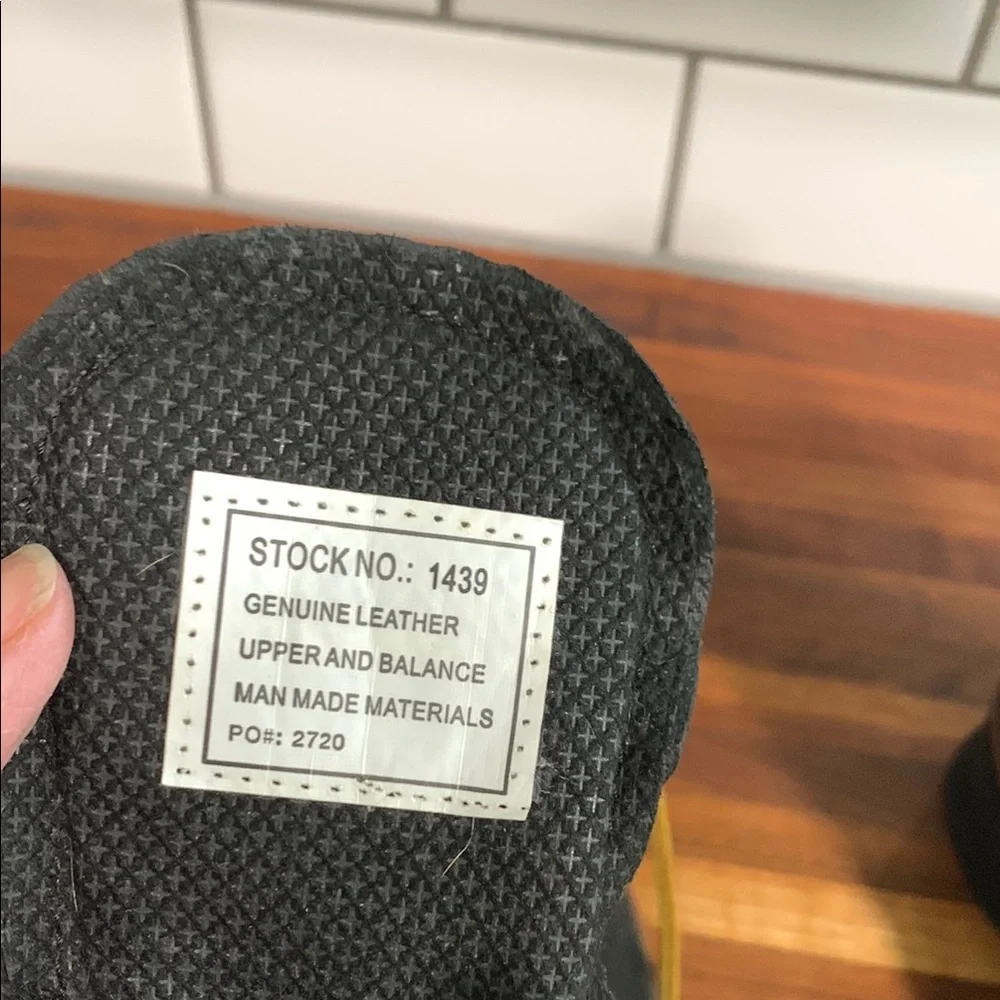 STOCK NO.: 1439
GENUINE LEATHER
UPPER AND BALANCE
MAN MADE MATERIALS
PO#: 2720